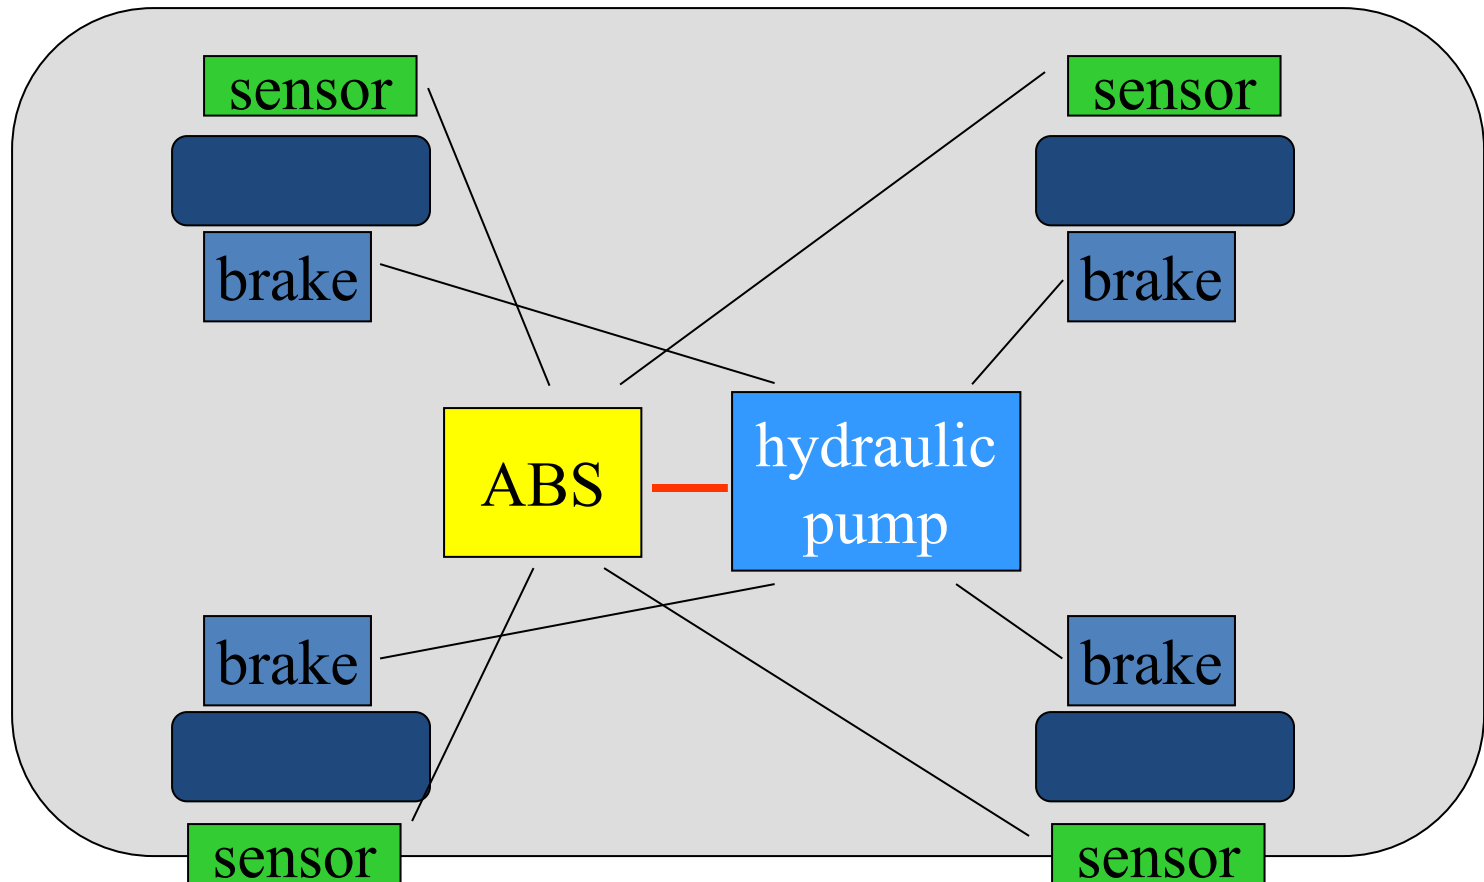 sensor
sensor
brake
brake
ABS
hydraulic
pump
brake
brake
sensor
sensor